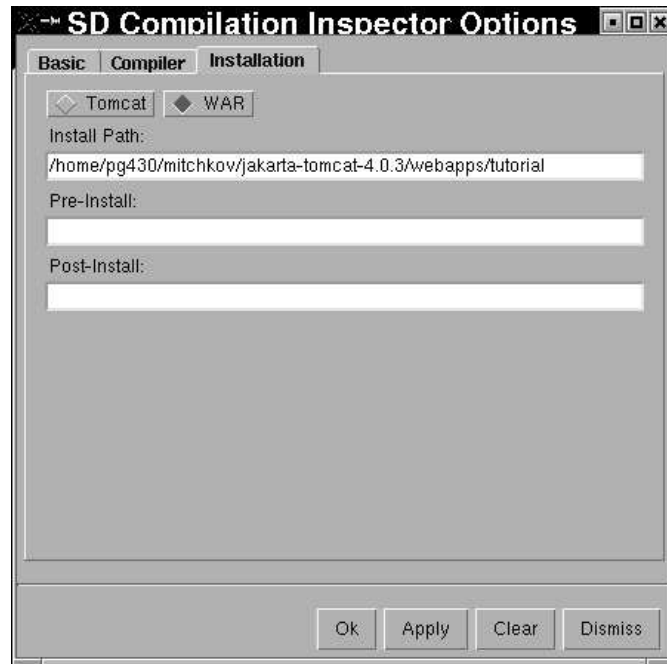 SD Compilation Inspector Options
Basic Compiler Installation
Tomcat WAR
Install Path:
/home/pg430/mitchkov/jakarta-tomcat-4.0.3/webapps/tutorial
Pre-Install:
Post-Install:
Ok Apply Clear Dismiss